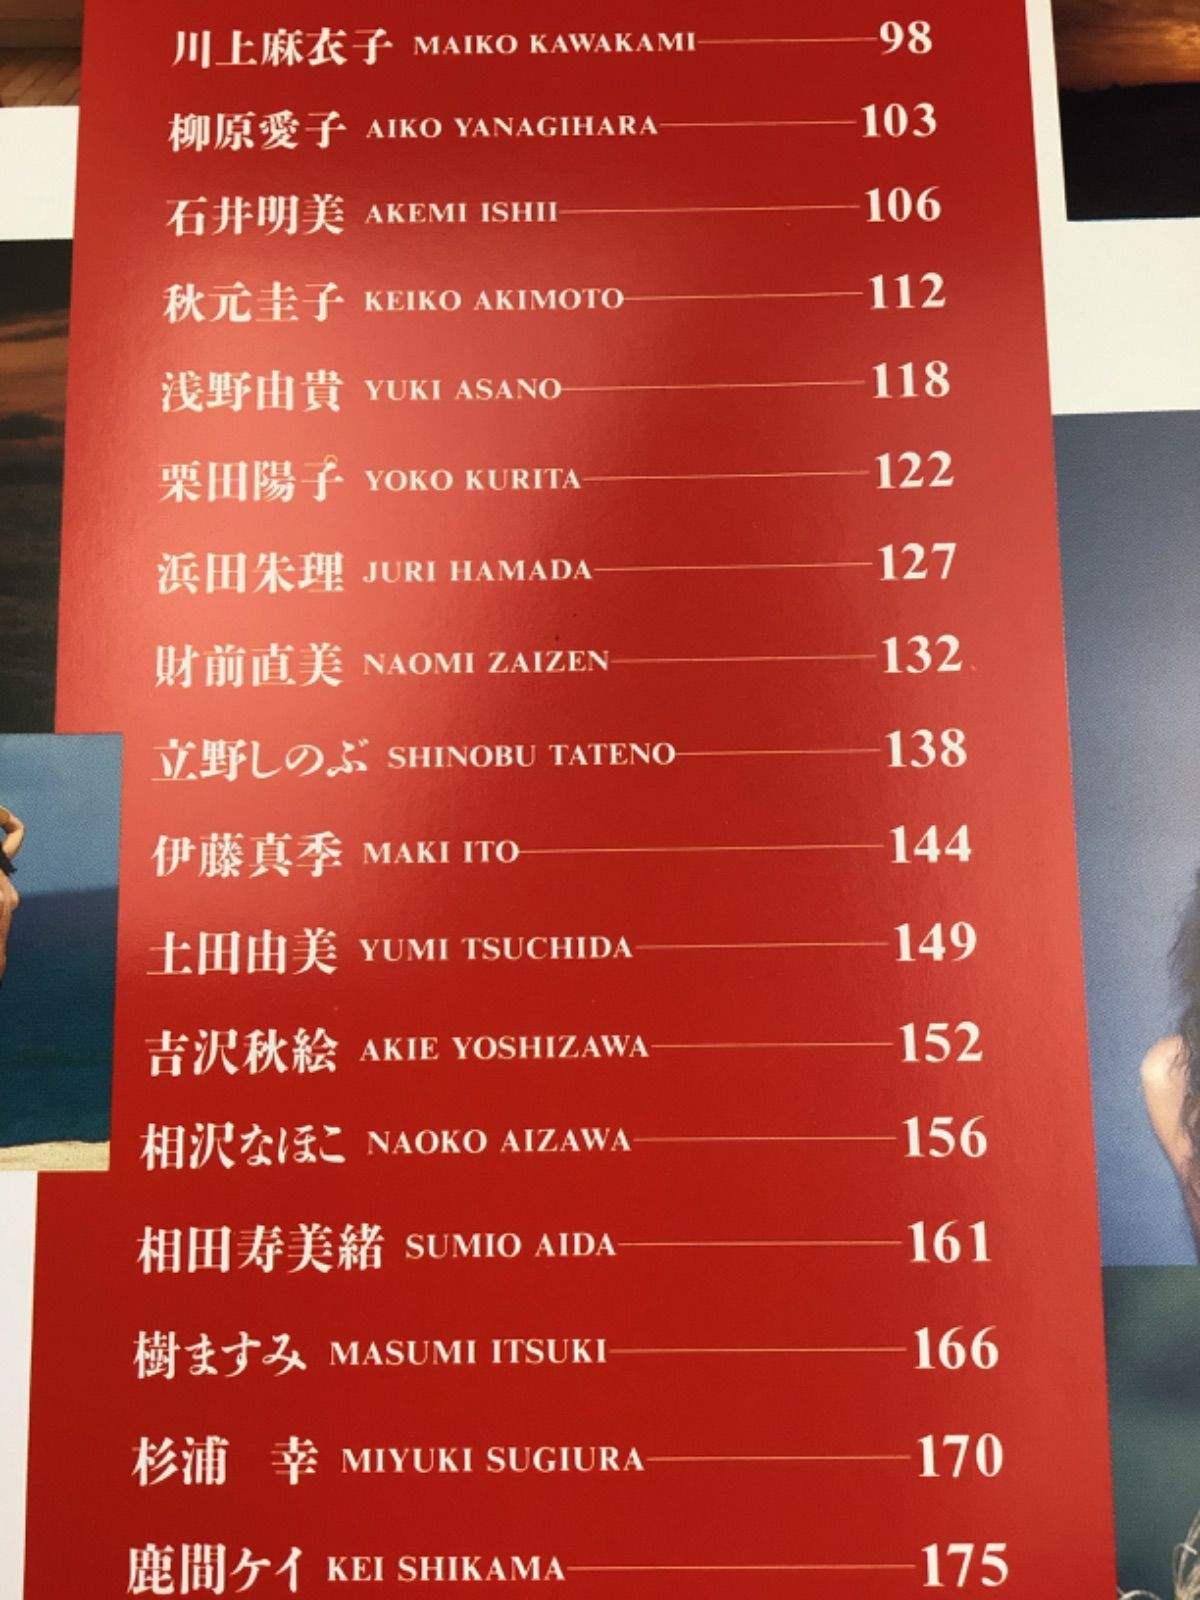 川上麻衣子 MAIKO KAWAKAMI 98
柳原愛子 AIKO YANAGIHARA 103
石井明美 AKEMI ISHII 106
秋元圭子 KEIKO AKIMOTO 112
浅野由貴 YUKI ASANO 118
栗田陽子 YOKO KURITA 122
浜田朱理 JURI HAMADA 127
財前直美 NAOMI ZAIZEN 132
立野しのぶ SHINOBU TATENO 138
伊藤真季 MAKI ITO 144
土田由美 YUMI TSUCHIDA 149
吉沢秋絵 AKIE YOSHIZAWA 152
相沢なほこ NAOKO AIZAWA 156
相田寿美緒 SUMIO AIDA 161
樹ますみ MASUMI ITSUKI 166
杉浦　幸 MIYUKI SUGIURA 170
鹿間ケイ KEI SHIKAMA 175